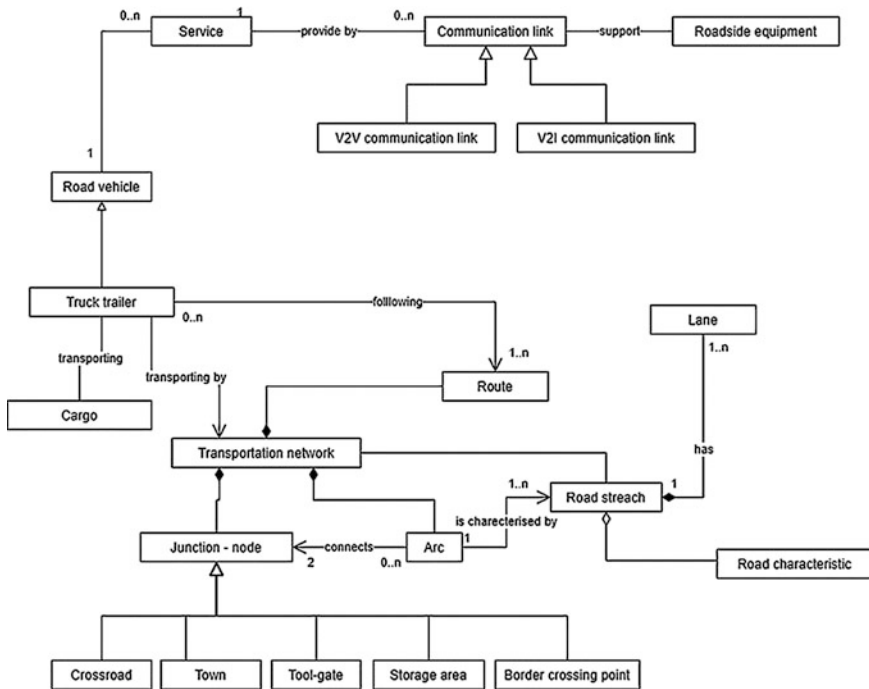 0..n
Service
1
provide by
0..n
Communication link
support
Roadside equipment
V2V communication link
V2I communication link
1
Road vehicle
Truck trailer
0..n
folllowing
Lane
1..n
transporting
transporting by
1..n
Route
Cargo
Transportation network
has
1..n
Road streach
1
is charecterised by
Junction - node
connects
Arc
1
2
0..n
Road characteristic
Crossroad
Town
Tool-gate
Storage area
Border crossing point